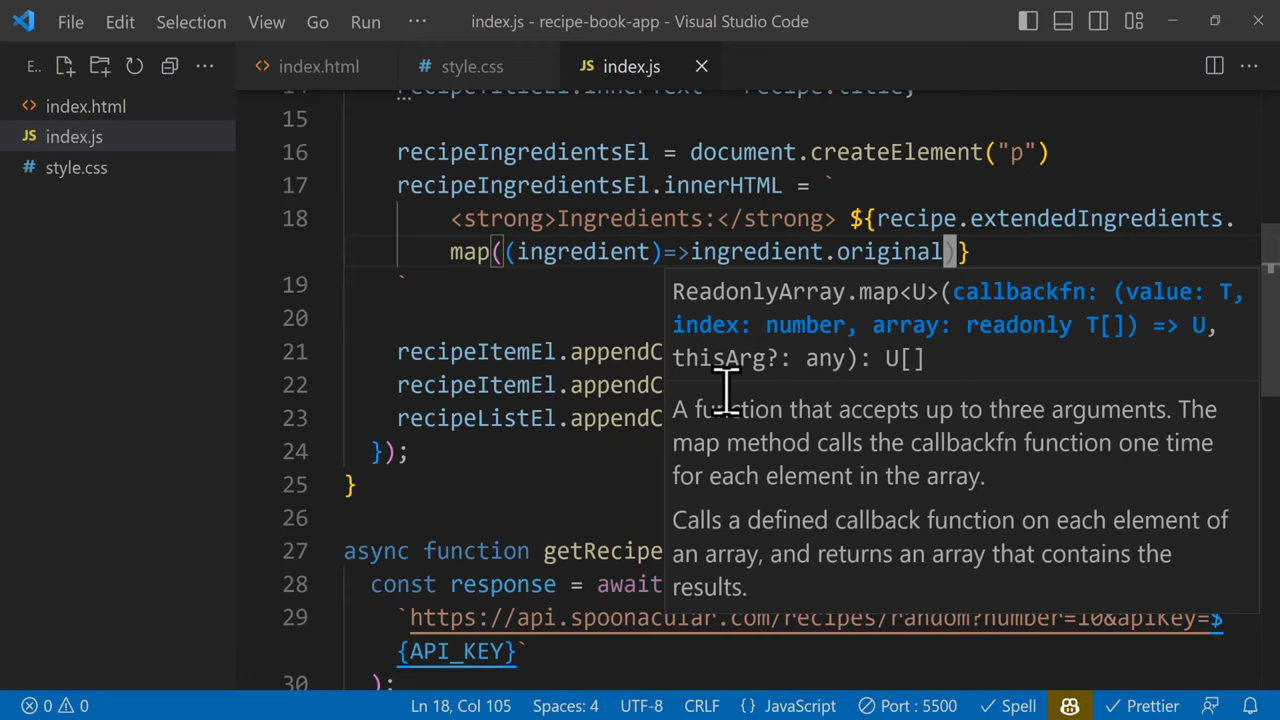 File Edit Selection View Go Run ··· index.js - recipe-book-app - Visual Studio Code
E.. ··· index.html style.css JS index.js
index.html
JS index.js
style.css
15
16 recipeIngredientsEl = document.createElement("p")
17 recipeIngredientsEl.innerHTML = `
18 <strong>Ingredients:</strong> ${recipe.extendedIngredients.
map((ingredient)=>ingredient.original)}
19 `
20
21 recipeItemEl.appendC
22 recipeItemEl.appendC
23 recipeListEl.appendC
24 });
25 }
26
27 async function getRecipe
28 const response = await
29 `https://api.spoonacular.com/recipes/random?number=10&apiKey=$
{API_KEY}`
30 );
ReadonlyArray.map<U>(callbackfn: (value: T,
index: number, array: readonly T[]) => U,
thisArg?: any): U[]
A function that accepts up to three arguments. The
map method calls the callbackfn function one time
for each element in the array.
Calls a defined callback function on each element of
an array, and returns an array that contains the
results.
0 0 Ln 18, Col 105 Spaces: 4 UTF-8 CRLF {} JavaScript Port : 5500 Spell Prettier